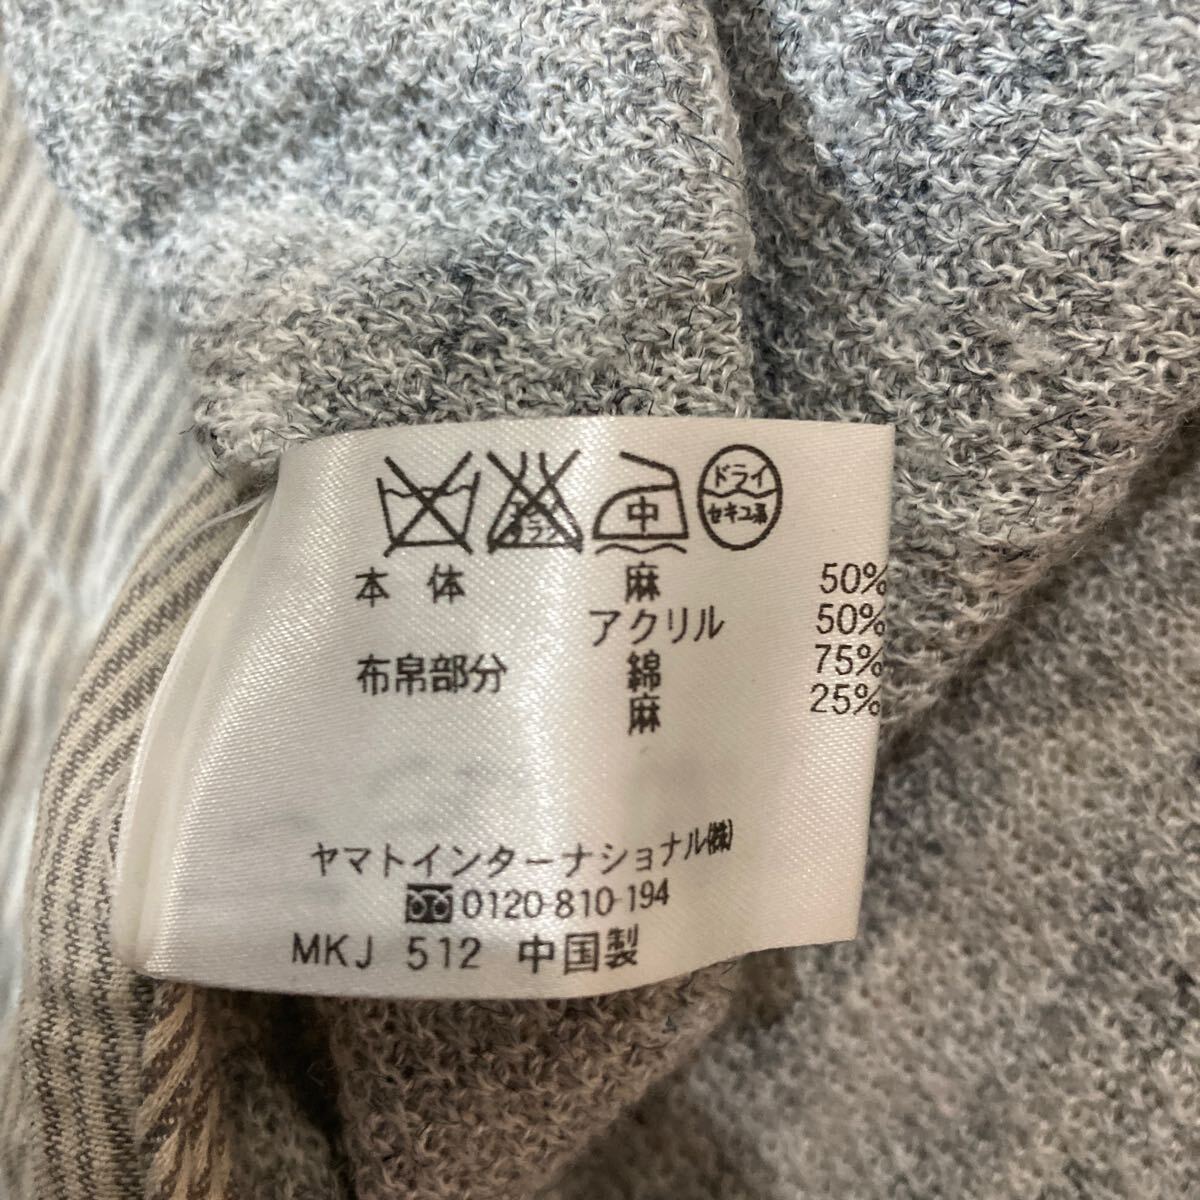 中 ドライ セキユ系
本体 麻 50%
アクリル 50%
布帛部分 綿 75%
麻 25%
ヤマトインターナショナル㈱
0120-810-194
MKJ 512 中国製